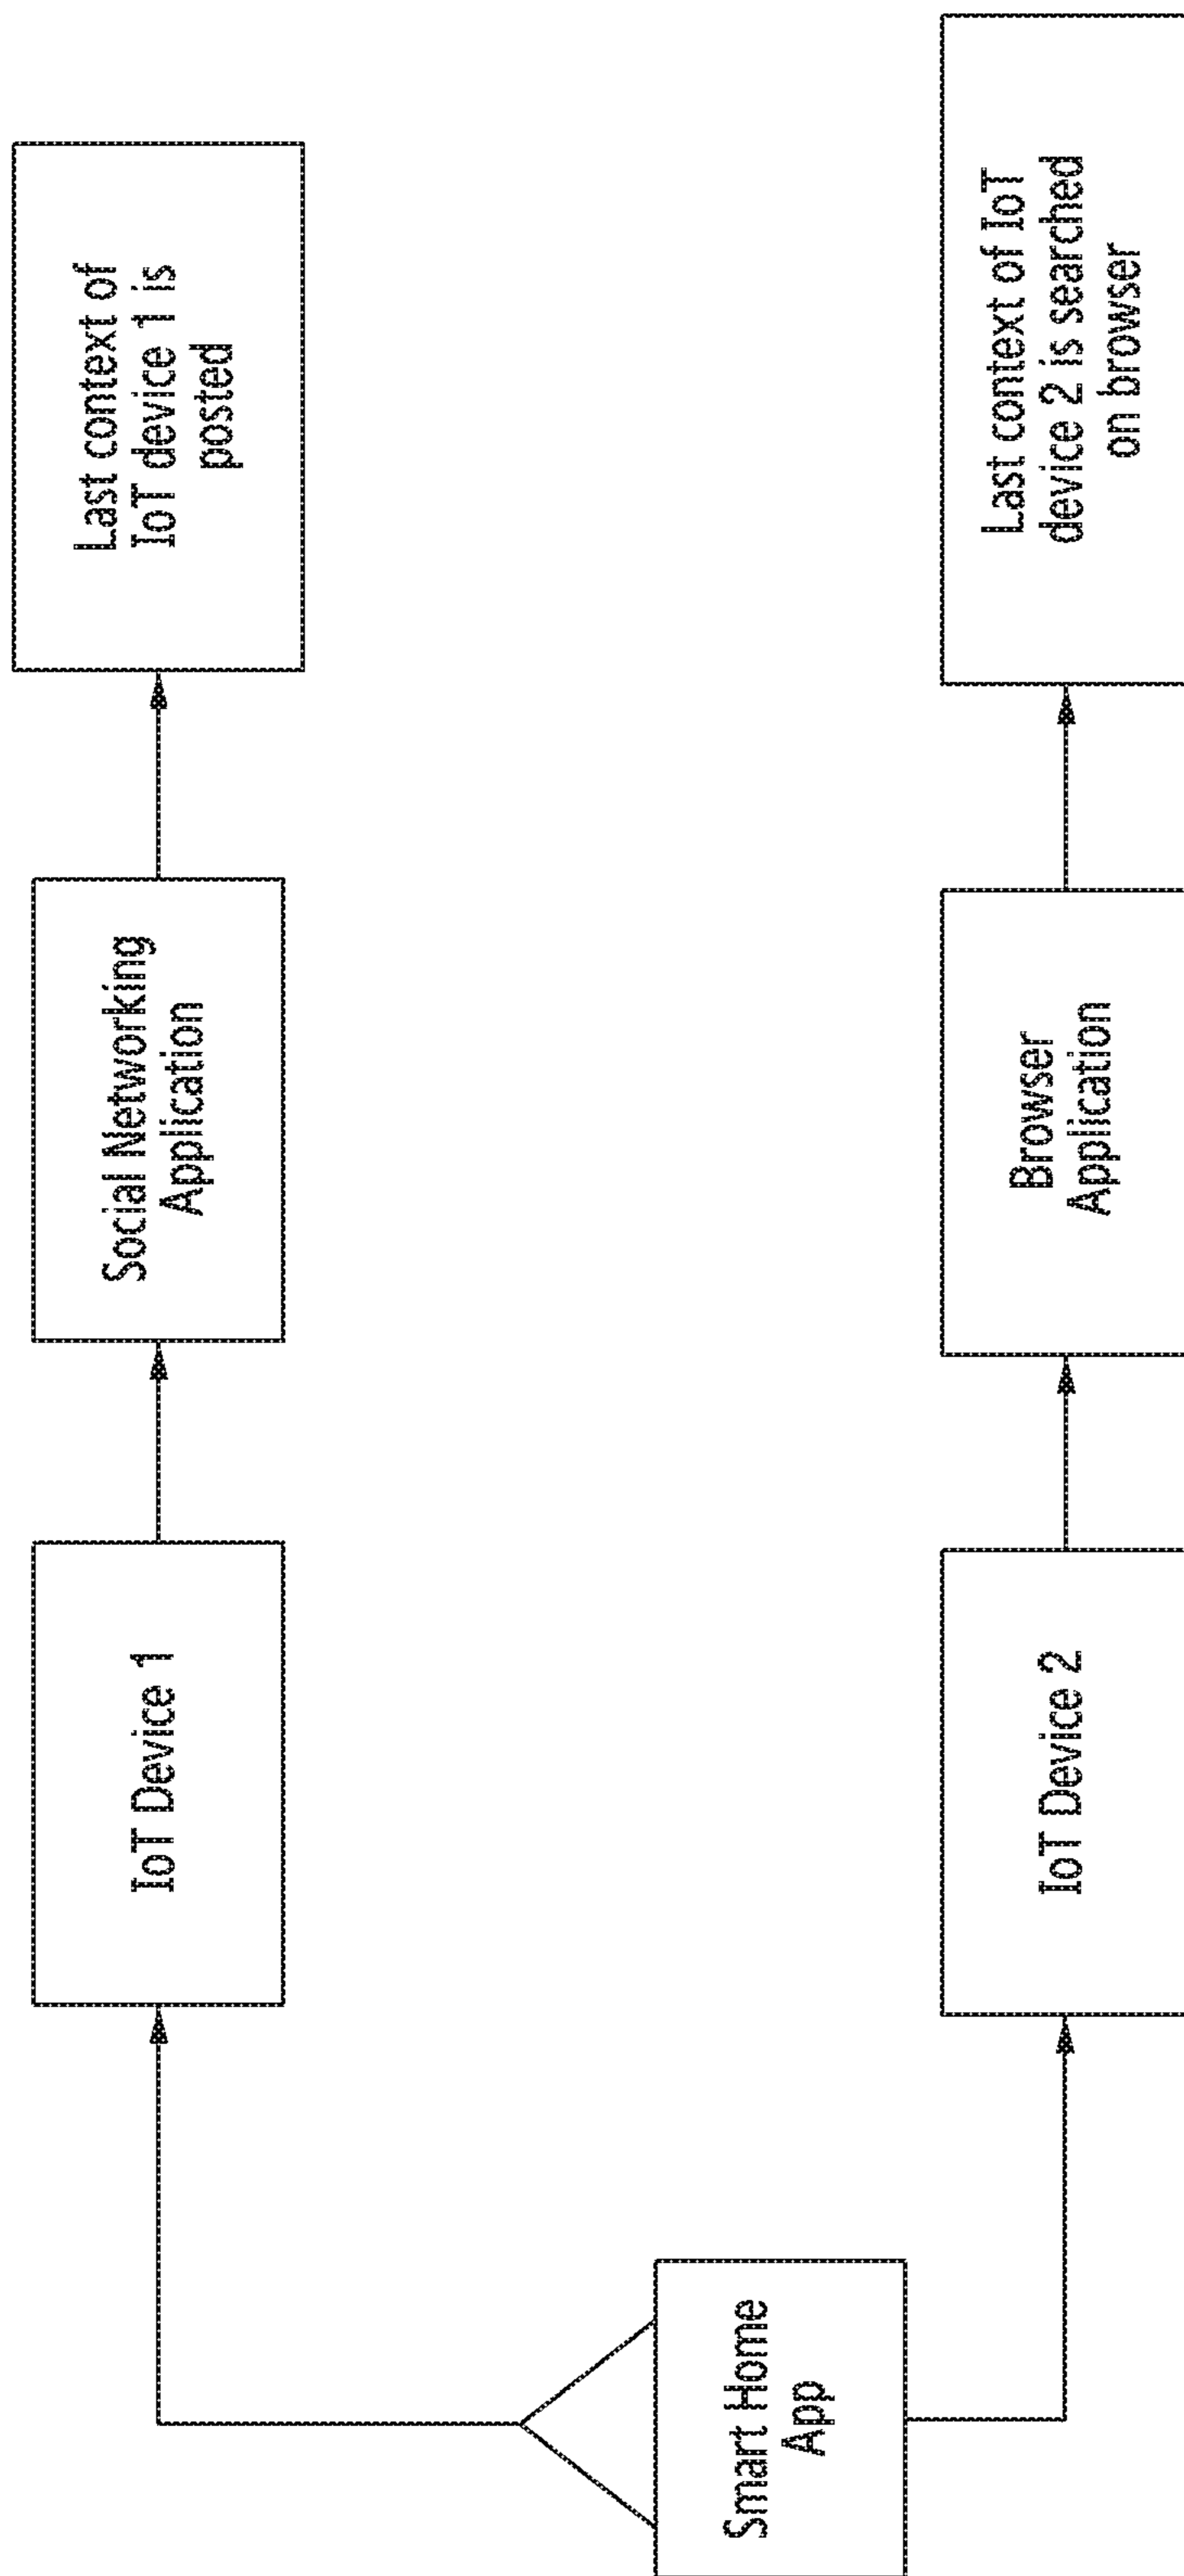 Smart Home
App
IoT Device 1
Social Networking
Application
Last context of
IoT device 1 is
posted
IoT Device 2
Browser
Application
Last context of IoT
device 2 is searched
on browser